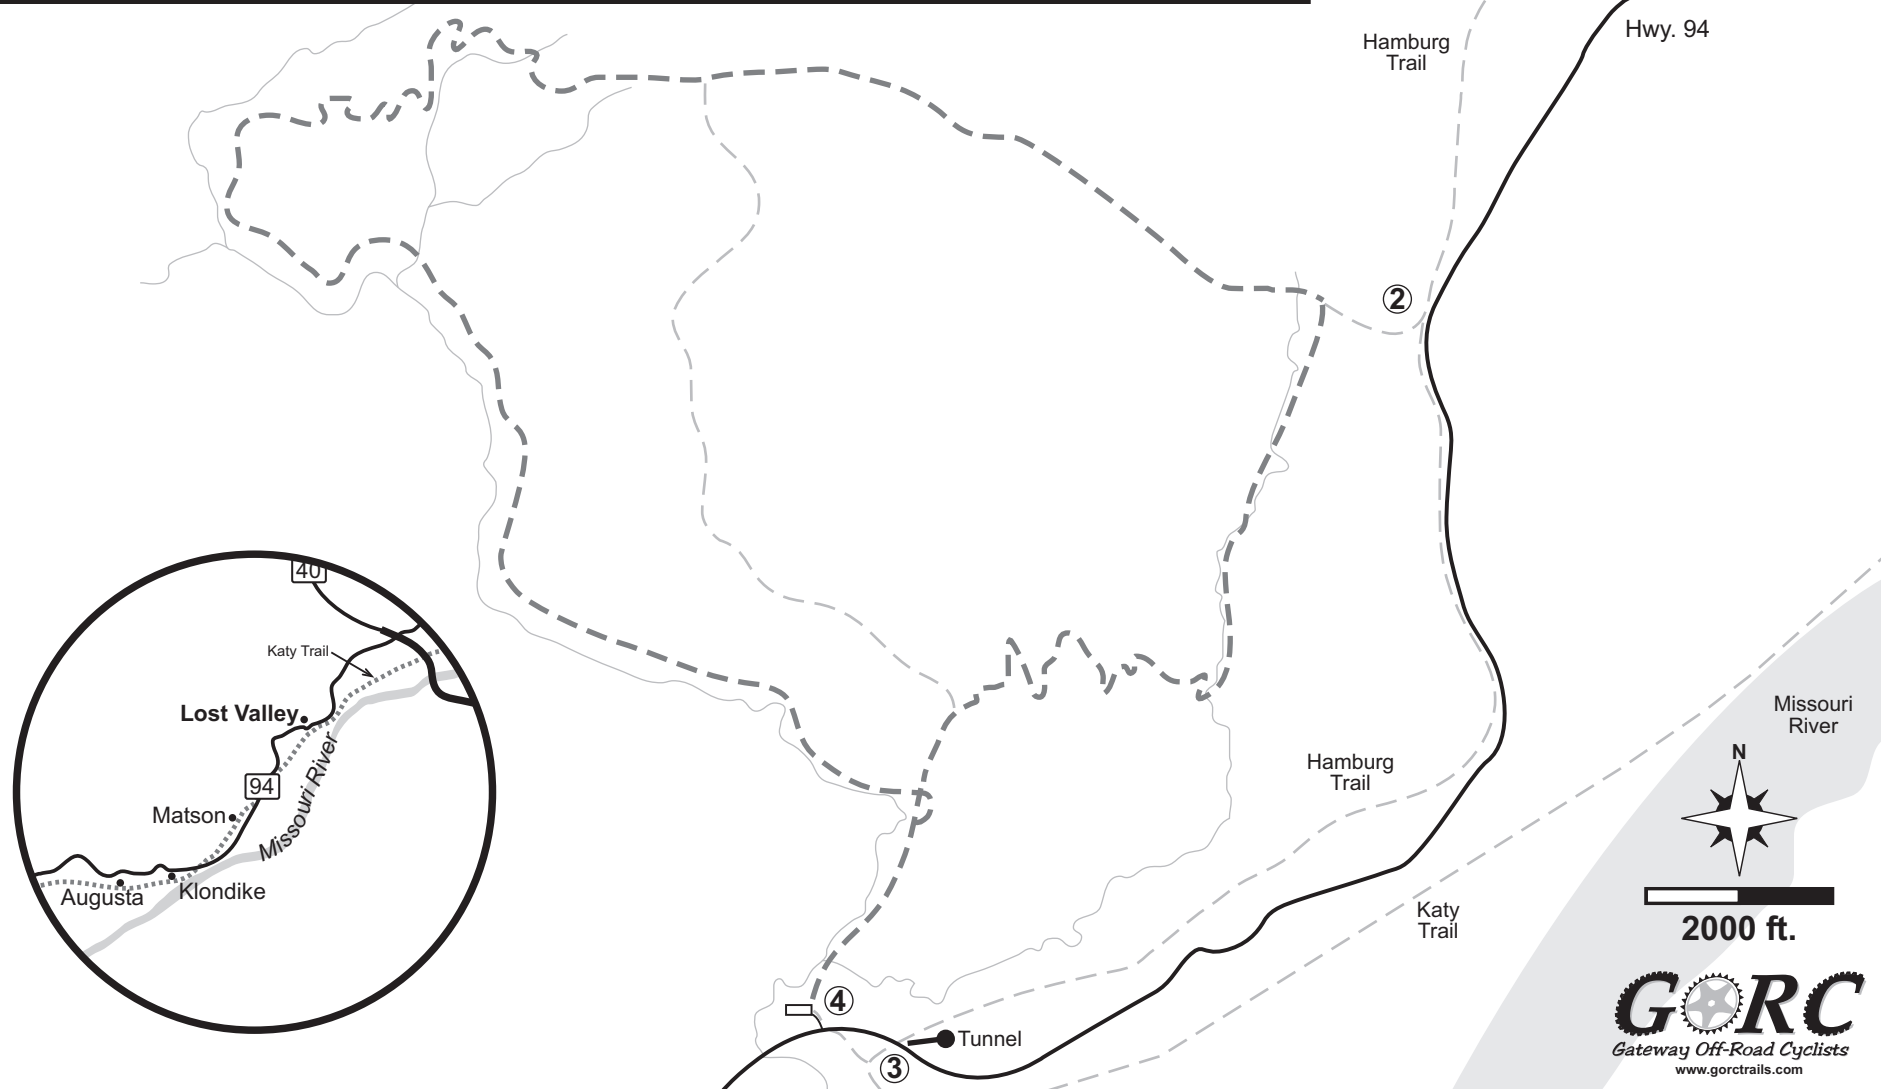 Hamburg
Trail
Hwy. 94
2
40
Katy Trail
Lost Valley
94
Missouri River
Matson
Augusta
Klondike
Missouri
River
N
Hamburg
Trail
Katy
Trail
2000 ft.
4
Tunnel
3
GORC
Gateway Off-Road Cyclists
www.gorctrails.com